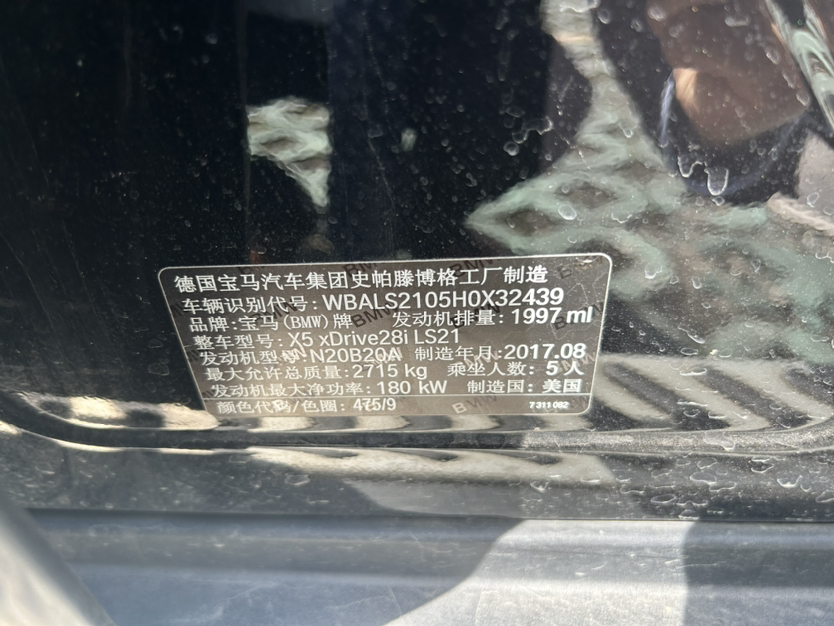 德国宝马汽车集团史帕滕博格工厂制造
车辆识别代号: WBALS2105H0X32439
品牌: 宝马(BMW)牌 发动机排量: 1997 ml
整车型号: X5 xDrive28i LS21
发动机型号: N20B20A 制造年月: 2017.08
最大允许总质量: 2715 kg 乘坐人数: 5 人
发动机最大净功率: 180 kW 制造国: 美国
颜色代码/色圈: 475/9 7311082